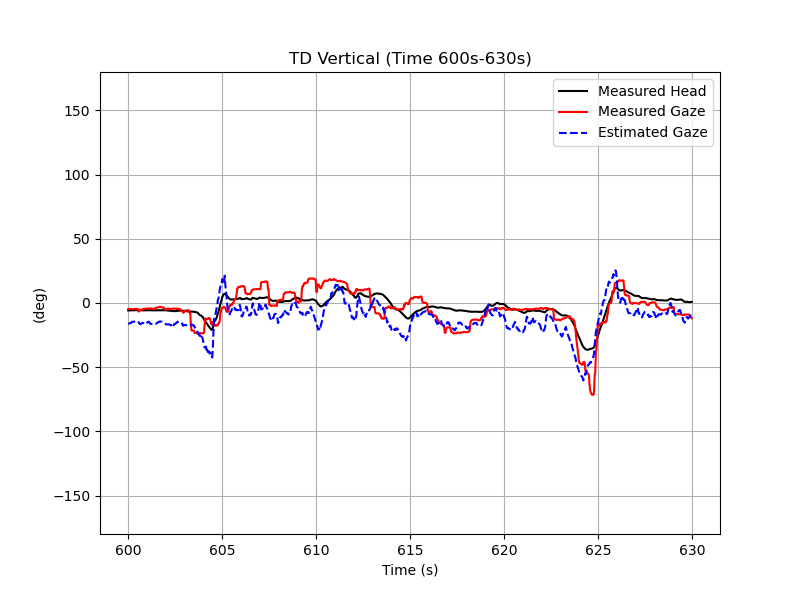 TD Vertical (Time 600s-630s)
Measured Head
Measured Gaze
Estimated Gaze
150
100
50
0
−50
−100
−150
(deg)
600 605 610 615 620 625 630
Time (s)